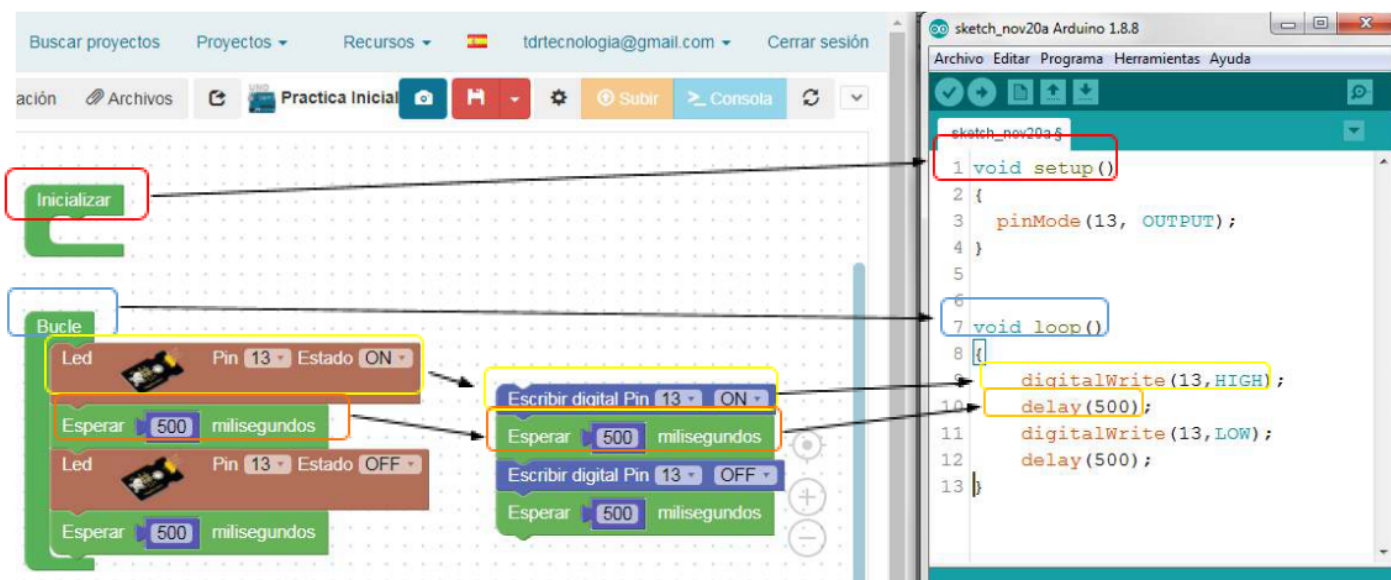 Buscar proyectos Proyectos Recursos tdrtecnologia@gmail.com Cerrar sesión
ación Archivos UNO Practica Inicial Subir >_ Consola
Inicializar
Bucle
Led Pin 13 Estado ON
Esperar 500 milisegundos
Led Pin 13 Estado OFF
Esperar 500 milisegundos
Escribir digital Pin 13 ON
Esperar 500 milisegundos
Escribir digital Pin 13 OFF
Esperar 500 milisegundos
sketch_nov20a Arduino 1.8.8
Archivo Editar Programa Herramientas Ayuda
sketch_nov20a §
1 void setup()
2 {
3 pinMode(13, OUTPUT);
4 }
5
6
7 void loop()
8 {
9 digitalWrite(13,HIGH);
10 delay(500);
11 digitalWrite(13,LOW);
12 delay(500);
13 }